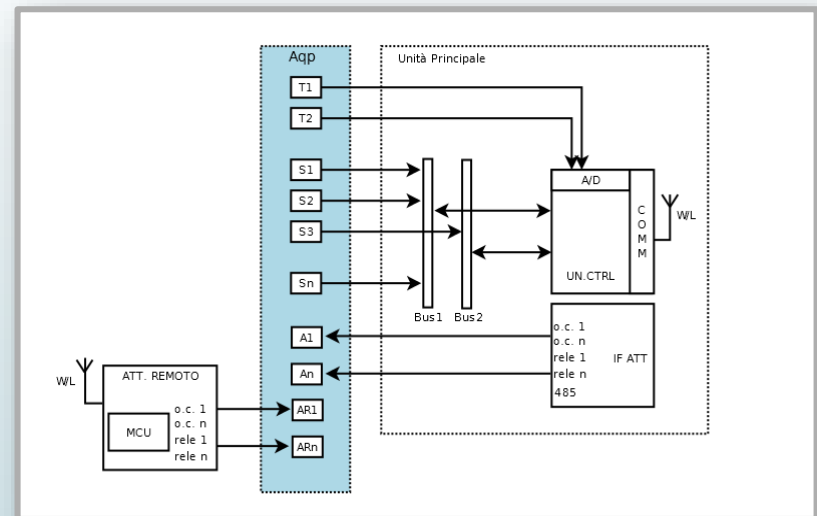 Aqp
Unità Principale
T1
T2
S1
S2
S3
Sn
A/D
C
O
M
M
W/L
UN.CTRL
Bus1
Bus2
A1
An
o.c. 1
o.c. n
rele 1
rele n
485
IF ATT
W/L
ATT. REMOTO
MCU
o.c. 1
o.c. n
rele 1
rele n
AR1
ARn